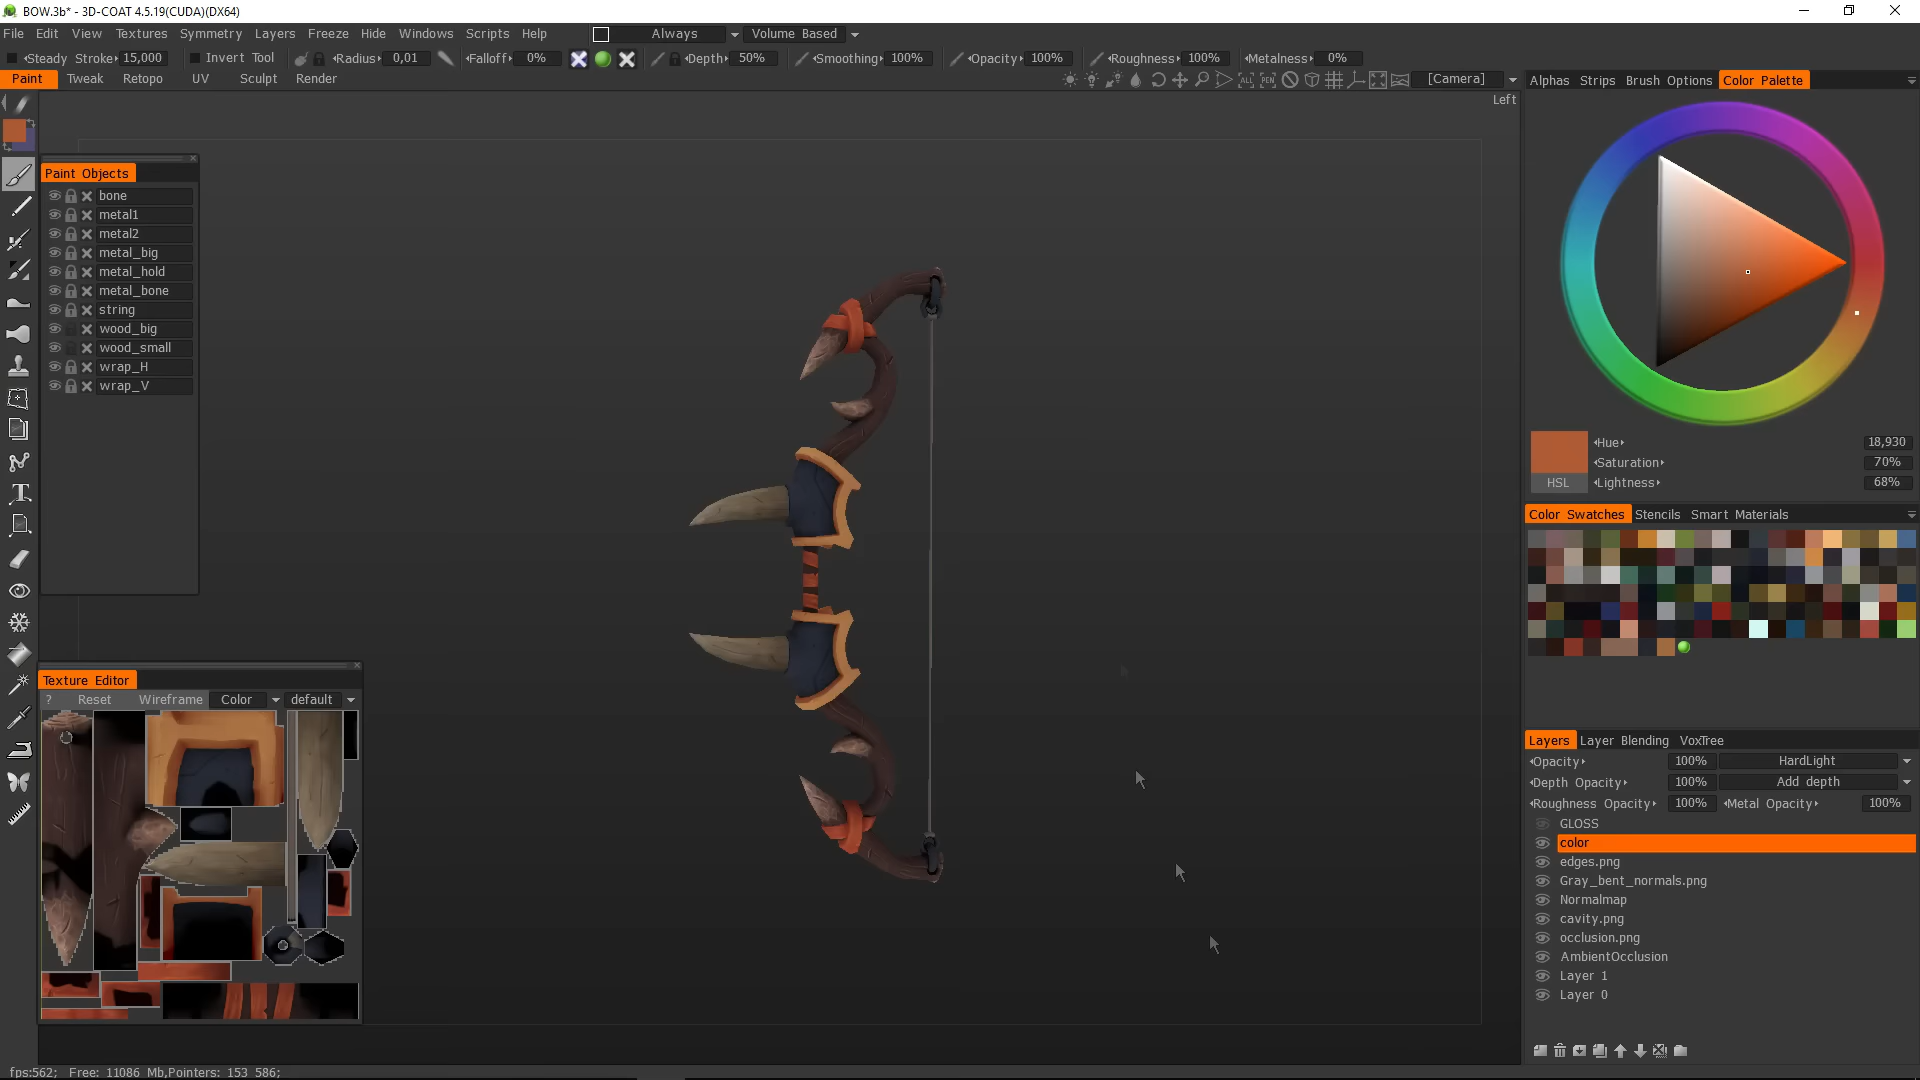 BOW.3b* - 3D-COAT 4.5.19(CUDA)(DX64)
File Edit View Textures Symmetry Layers Freeze Hide Windows Scripts Help Always Volume Based
Steady Stroke 15,000 Invert Tool Radius 0,01 Falloff 0% Depth 50% Smoothing 100% Opacity 100% Roughness 100% Metalness 0%
Paint Tweak Retopo UV Sculpt Render ALL PEN [Camera]
Left
Alphas Strips Brush Options Color Palette
Paint Objects
bone
metal1
metal2
metal_big
metal_hold
metal_bone
string
wood_big
wood_small
wrap_H
wrap_V
Hue 18,930
Saturation 70%
HSL Lightness 68%
Color Swatches Stencils Smart Materials
Texture Editor
? Reset Wireframe Color default
Layers Layer Blending VoxTree
Opacity 100% HardLight
Depth Opacity 100% Add depth
Roughness Opacity 100% Metal Opacity 100%
GLOSS
color
edges.png
Gray_bent_normals.png
Normalmap
cavity.png
occlusion.png
AmbientOcclusion
Layer 1
Layer 0
fps:562; Free: 11086 Mb,Pointers: 153 586;